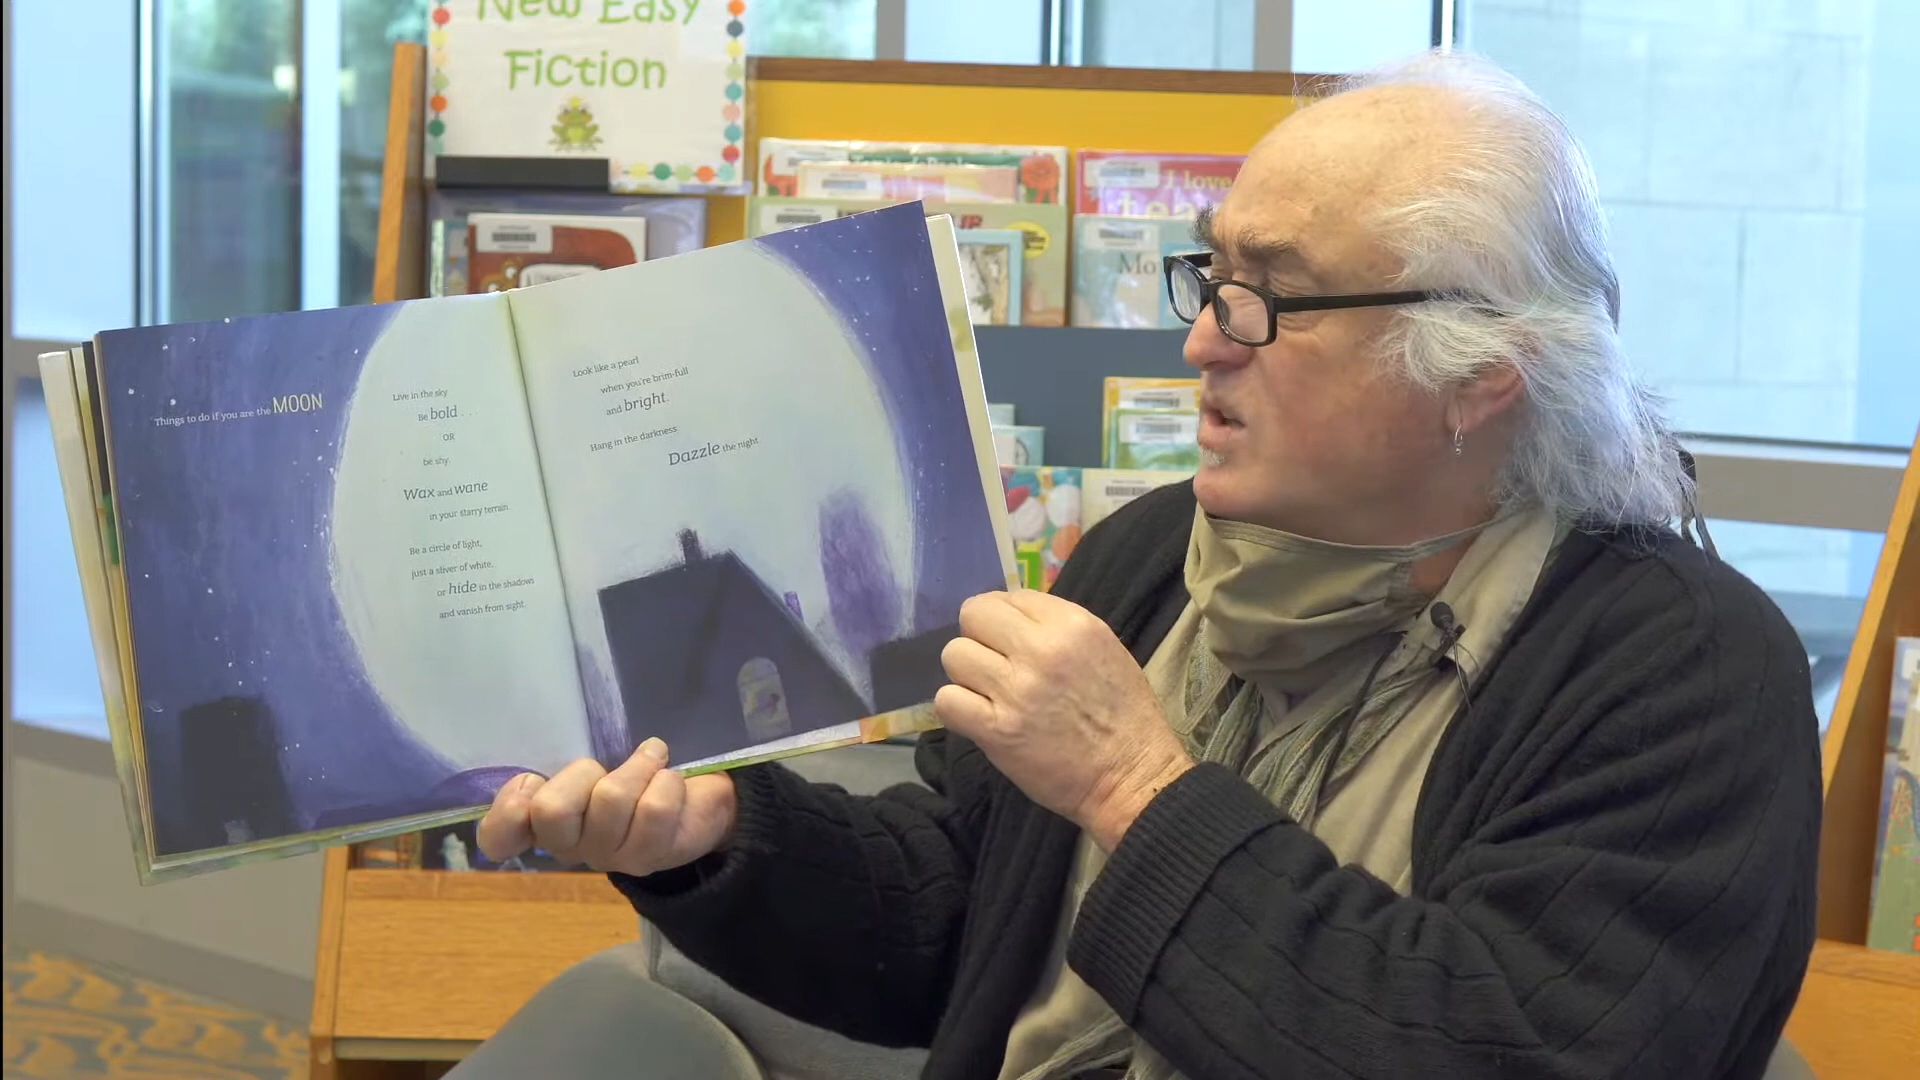 New Easy
Fiction
I love
Mo
Things to do if you are the MOON
Live in the sky
Be bold . . .
OR
be shy.
Wax and wane
in your starry terrain.
Be a circle of light,
just a sliver of white,
or hide in the shadows
and vanish from sight.
Look like a pearl
when you're brim-full
and bright.
Hang in the darkness
Dazzle the night